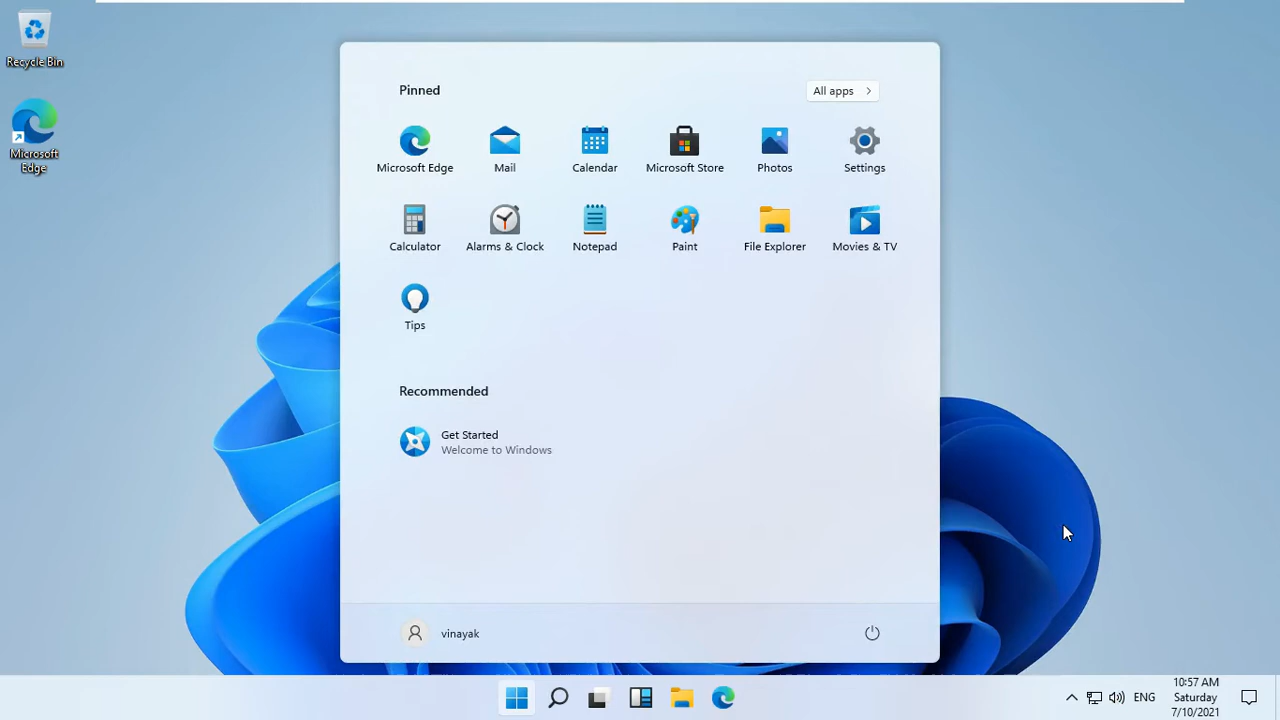 Recycle Bin
Microsoft
Edge
Pinned
All apps
Microsoft Edge
Mail
Calendar
Microsoft Store
Photos
Settings
Calculator
Alarms & Clock
Notepad
Paint
File Explorer
Movies & TV
Tips
Recommended
Get Started
Welcome to Windows
vinayak
ENG
10:57 AM
Saturday
7/10/2021